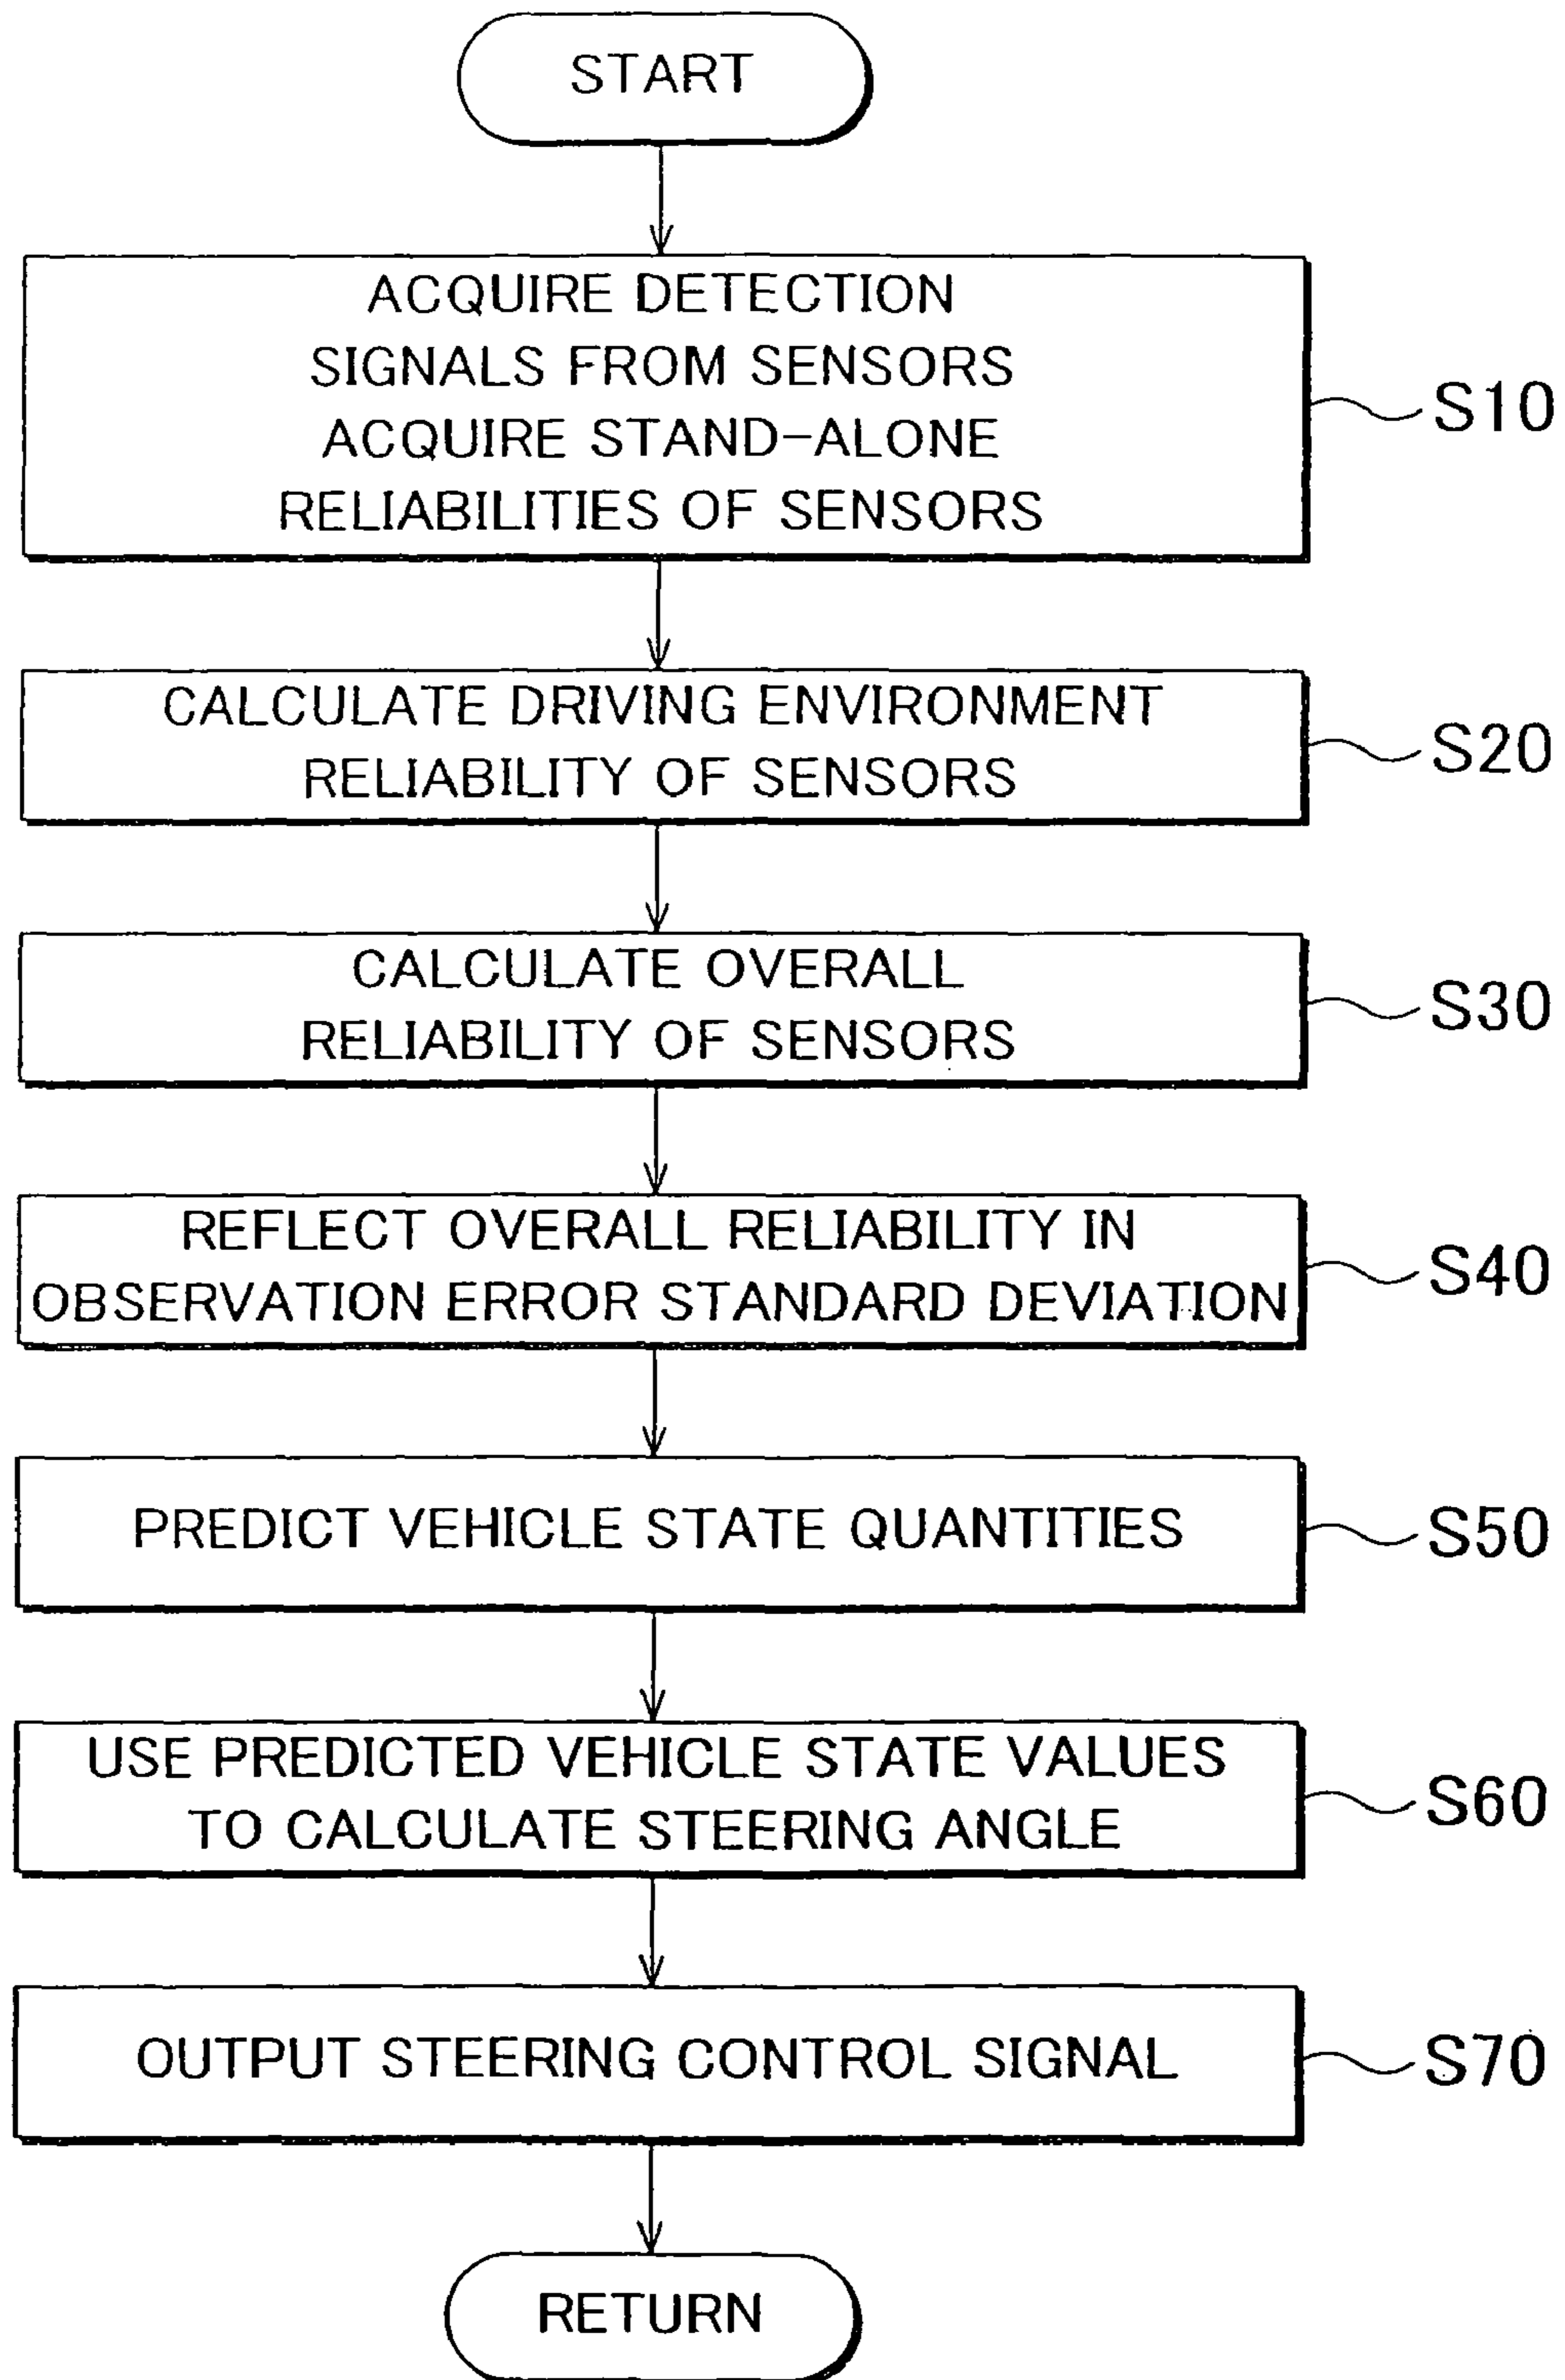 START
ACQUIRE DETECTION
SIGNALS FROM SENSORS
ACQUIRE STAND-ALONE
RELIABILITIES OF SENSORS
S10
CALCULATE DRIVING ENVIRONMENT
RELIABILITY OF SENSORS
S20
CALCULATE OVERALL
RELIABILITY OF SENSORS
S30
REFLECT OVERALL RELIABILITY IN
OBSERVATION ERROR STANDARD DEVIATION
S40
PREDICT VEHICLE STATE QUANTITIES
S50
USE PREDICTED VEHICLE STATE VALUES
TO CALCULATE STEERING ANGLE
S60
OUTPUT STEERING CONTROL SIGNAL
S70
RETURN